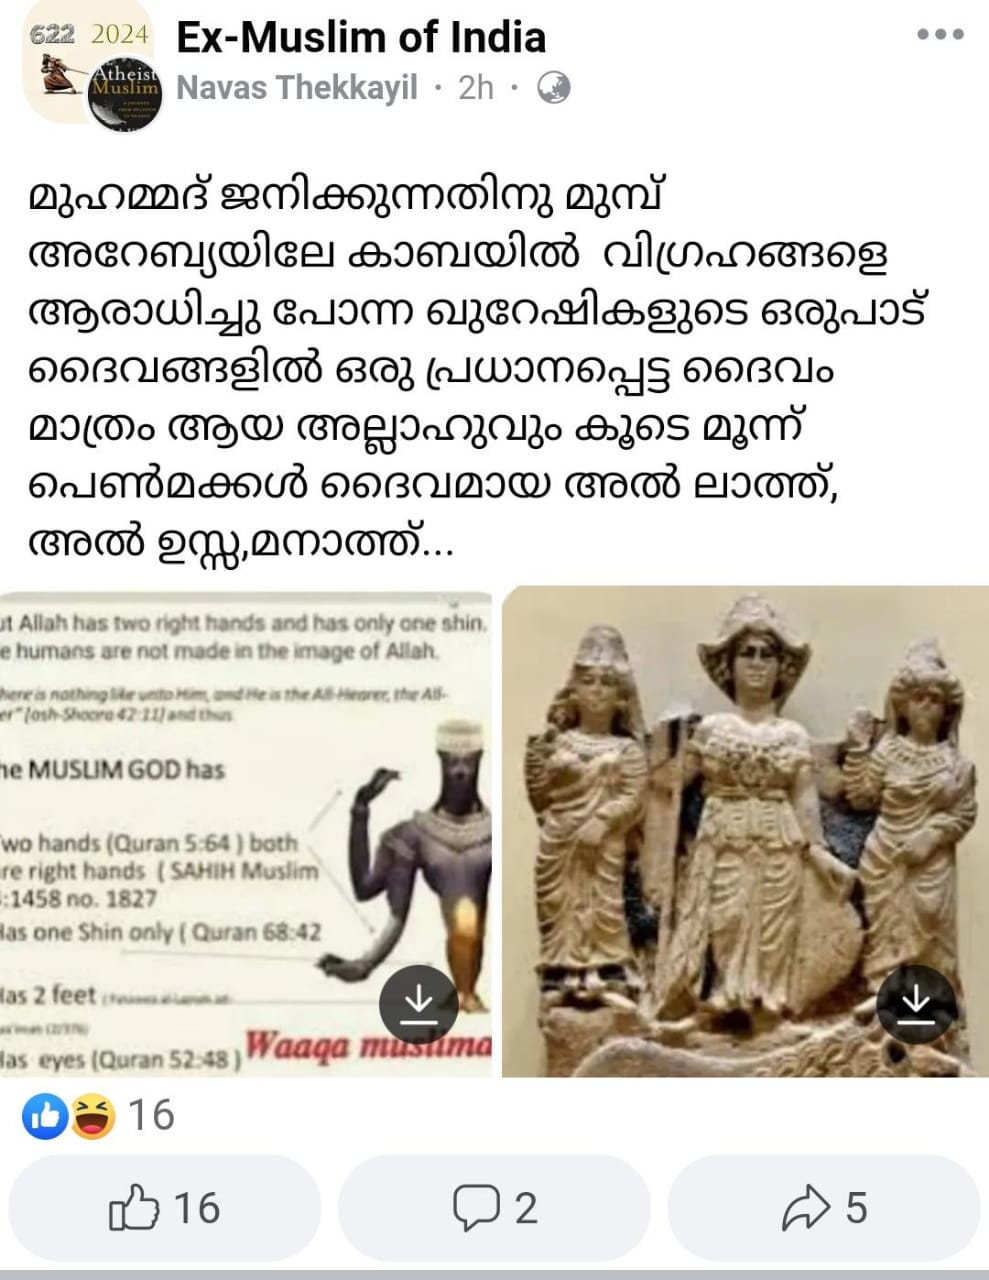 622 2024
Atheist
Muslim
Ex-Muslim of India
Navas Thekkayil · 2h ·
മുഹമ്മദ് ജനിക്കുന്നതിനു മുമ്പ്
അറേബ്യയിലേ കാബയിൽ വിഗ്രഹങ്ങളെ
ആരാധിച്ചു പോന്ന ഖുറേഷികളുടെ ഒരുപാട്
ദൈവങ്ങളിൽ ഒരു പ്രധാനപ്പെട്ട ദൈവം
മാത്രം ആയ അല്ലാഹുവും കൂടെ മൂന്ന്
പെൺമക്കൾ ദൈവമായ അൽ ലാത്ത്,
അൽ ഉസ്സ,മനാത്ത്...
ut Allah has two right hands and has only one shin.
e humans are not made in the image of Allah.
here is nothing like unto Him, and He is the All-Hearer, the All-
er" [ash-Shoora 42:11] and thus
he MUSLIM GOD has
wo hands (Quran 5:64 ) both
re right hands ( SAHIH Muslim
:1458 no. 1827
Has one Shin only ( Quran 68:42
Has 2 feet
Has eyes (Quran 52:48 )
Waaqa muslima
16
16 2 5